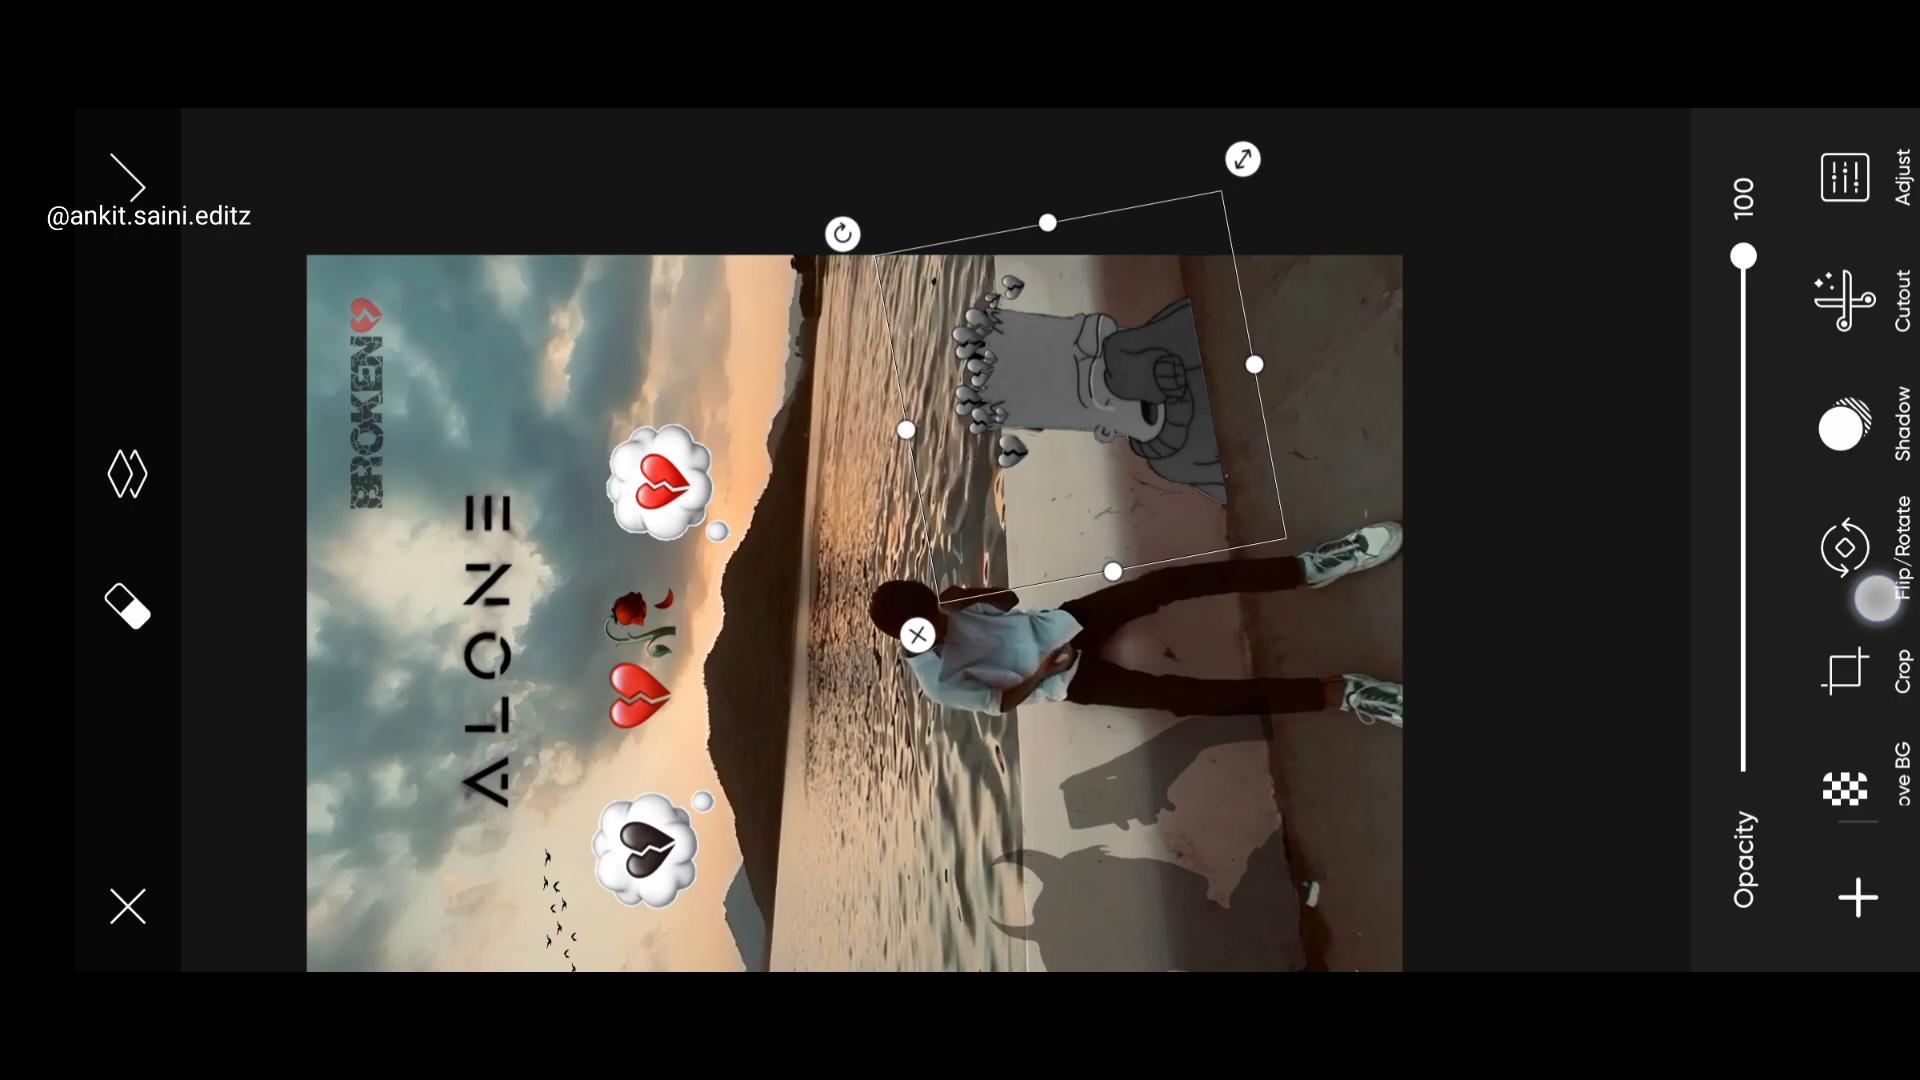 @ankit.saini.editz
BROKEN
ALONE
Opacity
100
Adjust
Cutout
Shadow
Flip/Rotate
Crop
ove BG